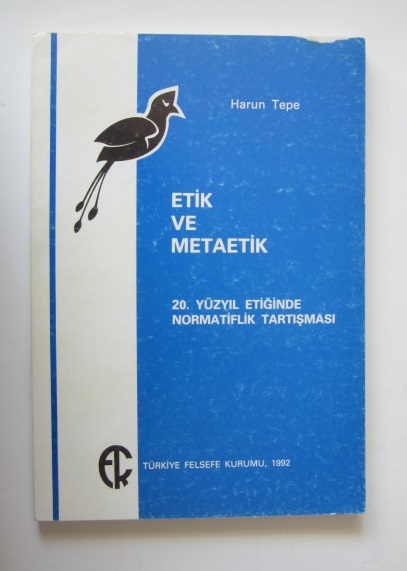 Harun Tepe
ETİK
VE
METAETİK
20. YÜZYIL ETİĞİNDE
NORMATİFLİK TARTIŞMASI
TÜRKİYE FELSEFE KURUMU, 1992